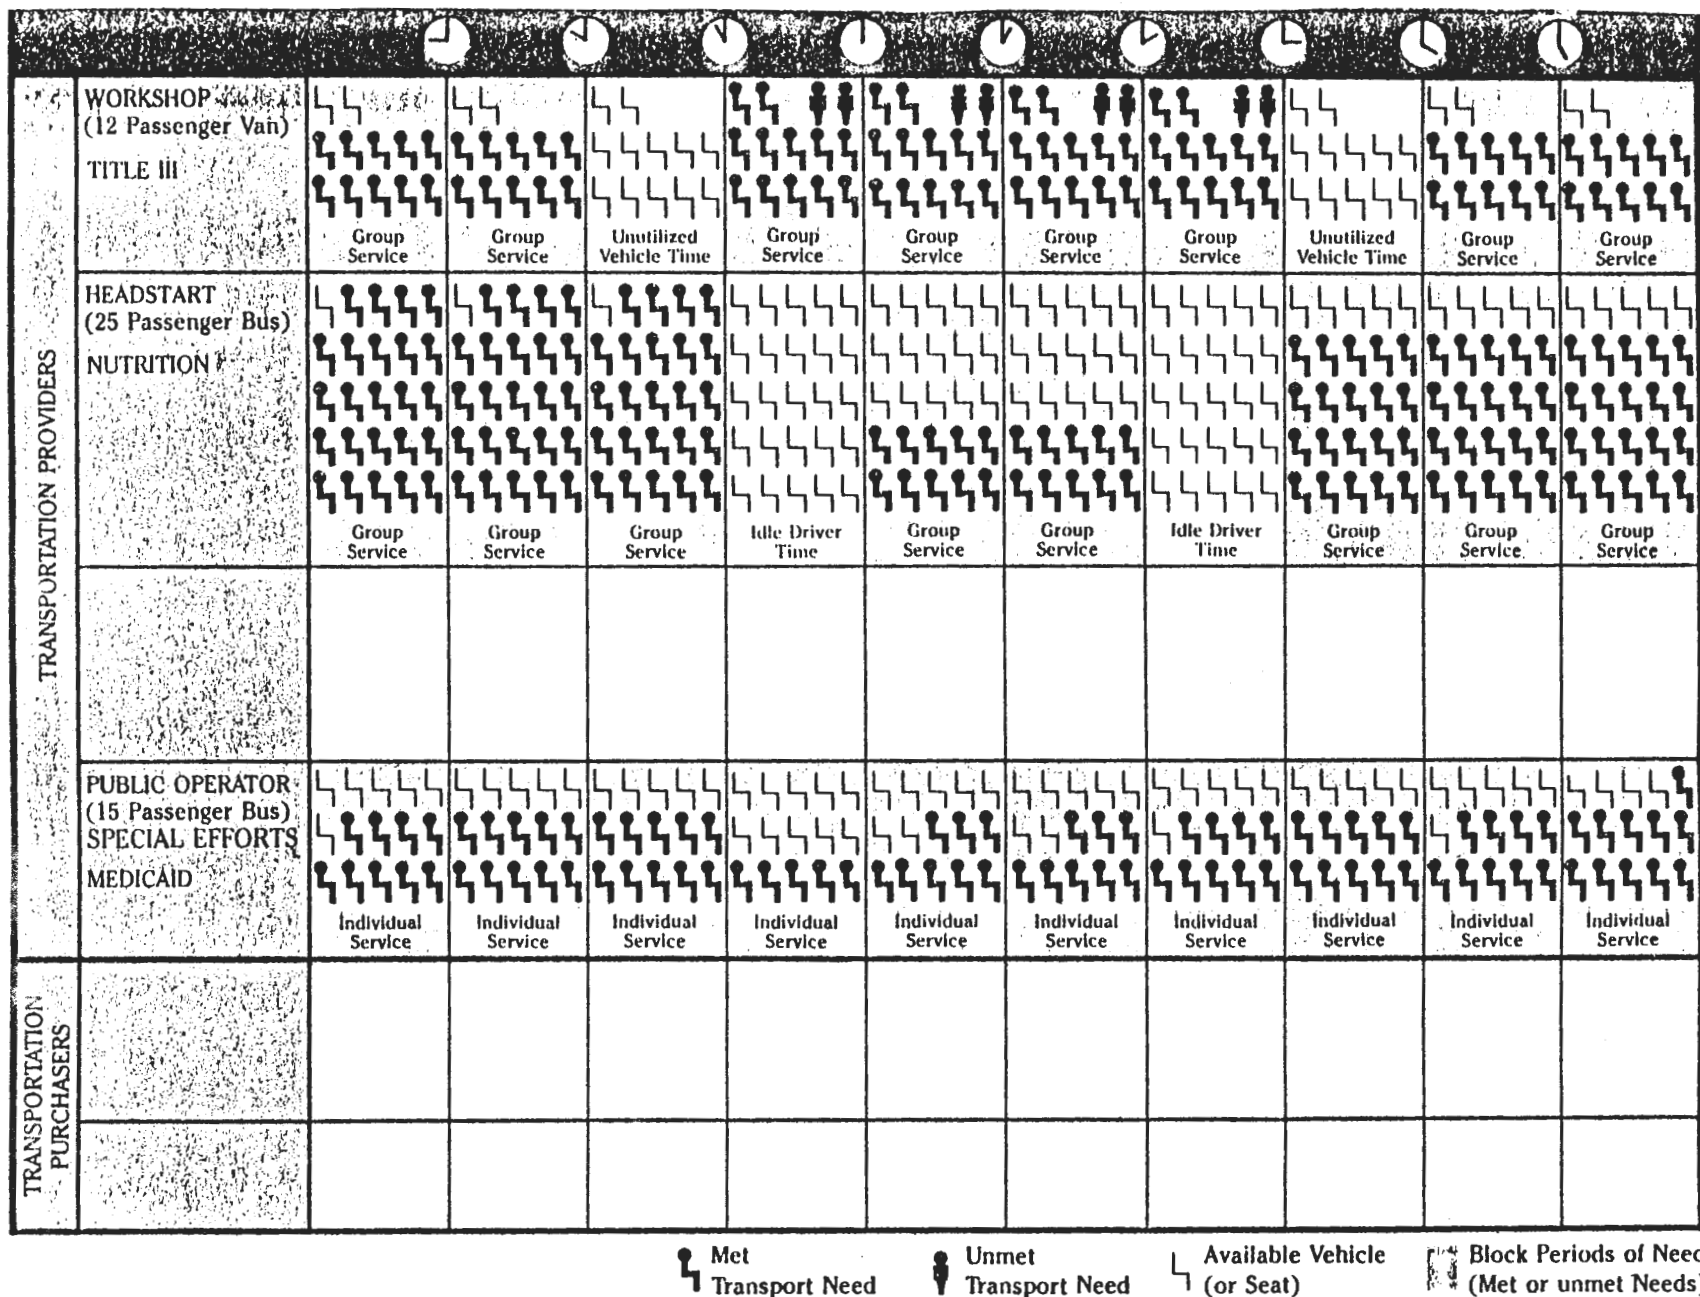 TRANSPORTATION PROVIDERS
WORKSHOP
(12 Passenger Van)
TITLE III
Group Service
Group Service
Unutilized Vehicle Time
Group Service
Group Service
Group Service
Group Service
Unutilized Vehicle Time
Group Service
Group Service
HEADSTART
(25 Passenger Bus)
NUTRITION
Group Service
Group Service
Group Service
Idle Driver Time
Group Service
Group Service
Idle Driver Time
Group Service
Group Service
Group Service
PUBLIC OPERATOR
(15 Passenger Bus)
SPECIAL EFFORTS
MEDICAID
Individual Service
Individual Service
Individual Service
Individual Service
Individual Service
Individual Service
Individual Service
Individual Service
Individual Service
Individual Service
TRANSPORTATION
PURCHASERS
Met
Transport Need
Unmet
Transport Need
Available Vehicle
(or Seat)
Block Periods of Need
(Met or unmet Needs)